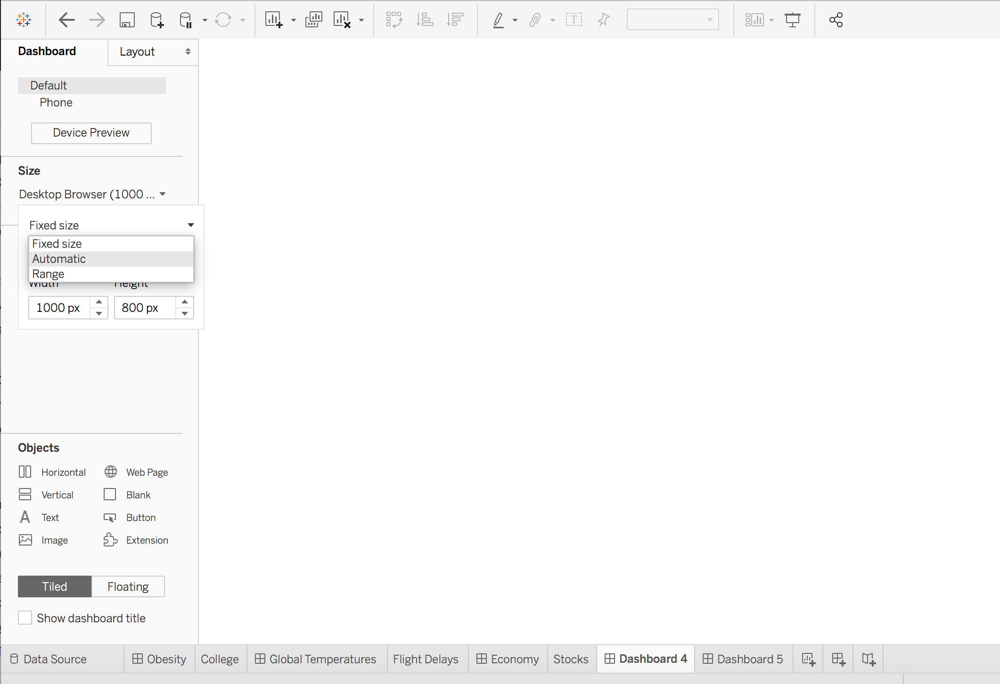 Dashboard
Layout
Default
Phone
Device Preview
Size
Desktop Browser (1000 ...
Fixed size
Fixed size
Automatic
Range
Width Height
1000 px 800 px
Objects
Horizontal Web Page
Vertical Blank
A Text Button
Image Extension
Tiled Floating
Show dashboard title
Data Source Obesity College Global Temperatures Flight Delays Economy Stocks Dashboard 4 Dashboard 5